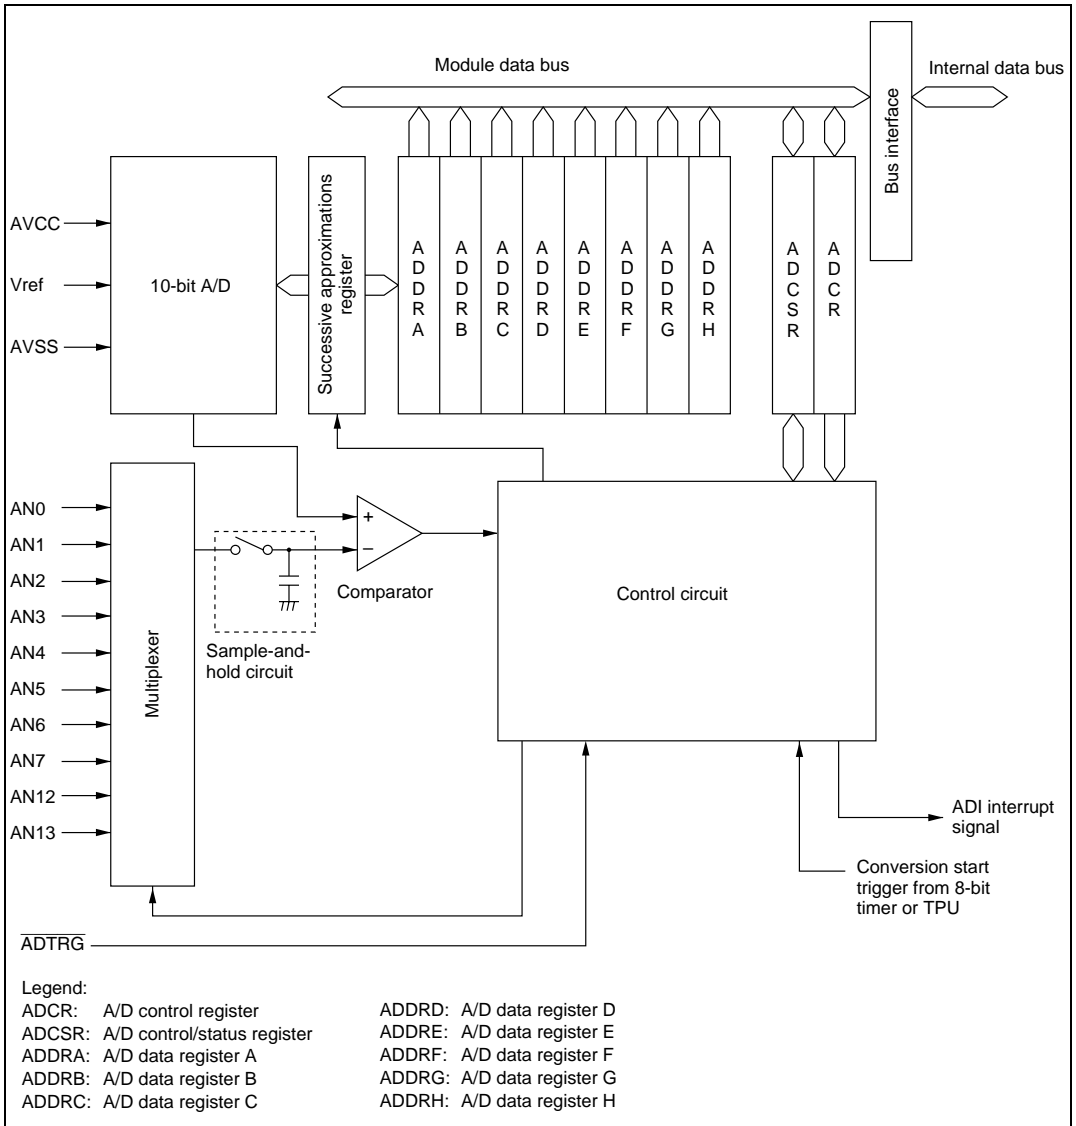 Module data bus
Internal data bus
Bus interface
AVCC
Vref
AVSS
10-bit A/D
Successive approximations
register
ADDRA
ADDRB
ADDRC
ADDRD
ADDRE
ADDRF
ADDRG
ADDRH
ADCSR
ADCR
AN0
AN1
AN2
AN3
AN4
AN5
AN6
AN7
AN12
AN13
Multiplexer
+
−
Comparator
Sample-and-
hold circuit
Control circuit
ADI interrupt
signal
Conversion start
trigger from 8-bit
timer or TPU
ADTRG
Legend:
ADCR: A/D control register
ADCSR: A/D control/status register
ADDRA: A/D data register A
ADDRB: A/D data register B
ADDRC: A/D data register C
ADDRD: A/D data register D
ADDRE: A/D data register E
ADDRF: A/D data register F
ADDRG: A/D data register G
ADDRH: A/D data register H